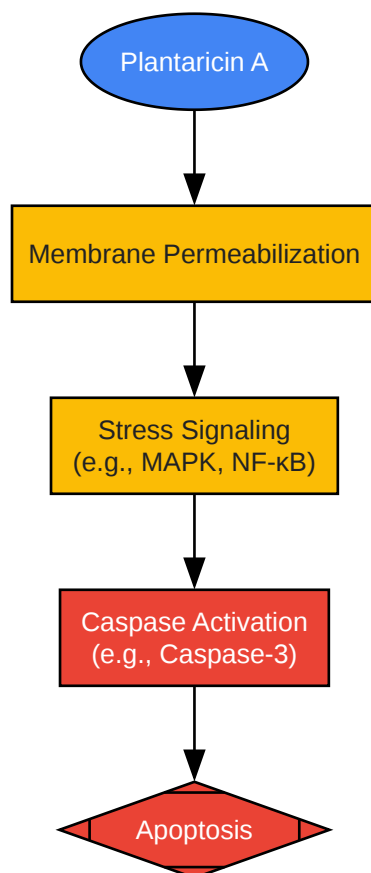 Plantaricin A
Membrane Permeabilization
Stress Signaling
(e.g., MAPK, NF-κB)
Caspase Activation
(e.g., Caspase-3)
Apoptosis